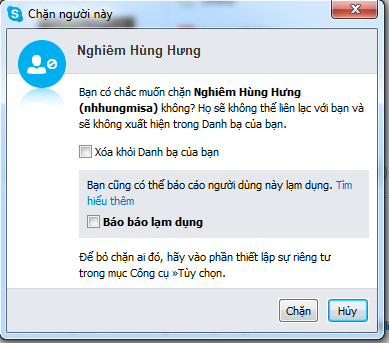 Chặn người này
Nghiêm Hùng Hưng
Bạn có chắc muốn chặn Nghiêm Hùng Hưng
(nhhungmisa) không? Họ sẽ không thể liên lạc với bạn và
sẽ không xuất hiện trong Danh bạ của bạn.
Xóa khỏi Danh bạ của bạn
Bạn cũng có thể báo cáo người dùng này lạm dụng. Tìm
hiểu thêm
Báo báo lạm dụng
Để bỏ chặn ai đó, hãy vào phần thiết lập sự riêng tư
trong mục Công cụ »Tùy chọn.
Chặn
Hủy